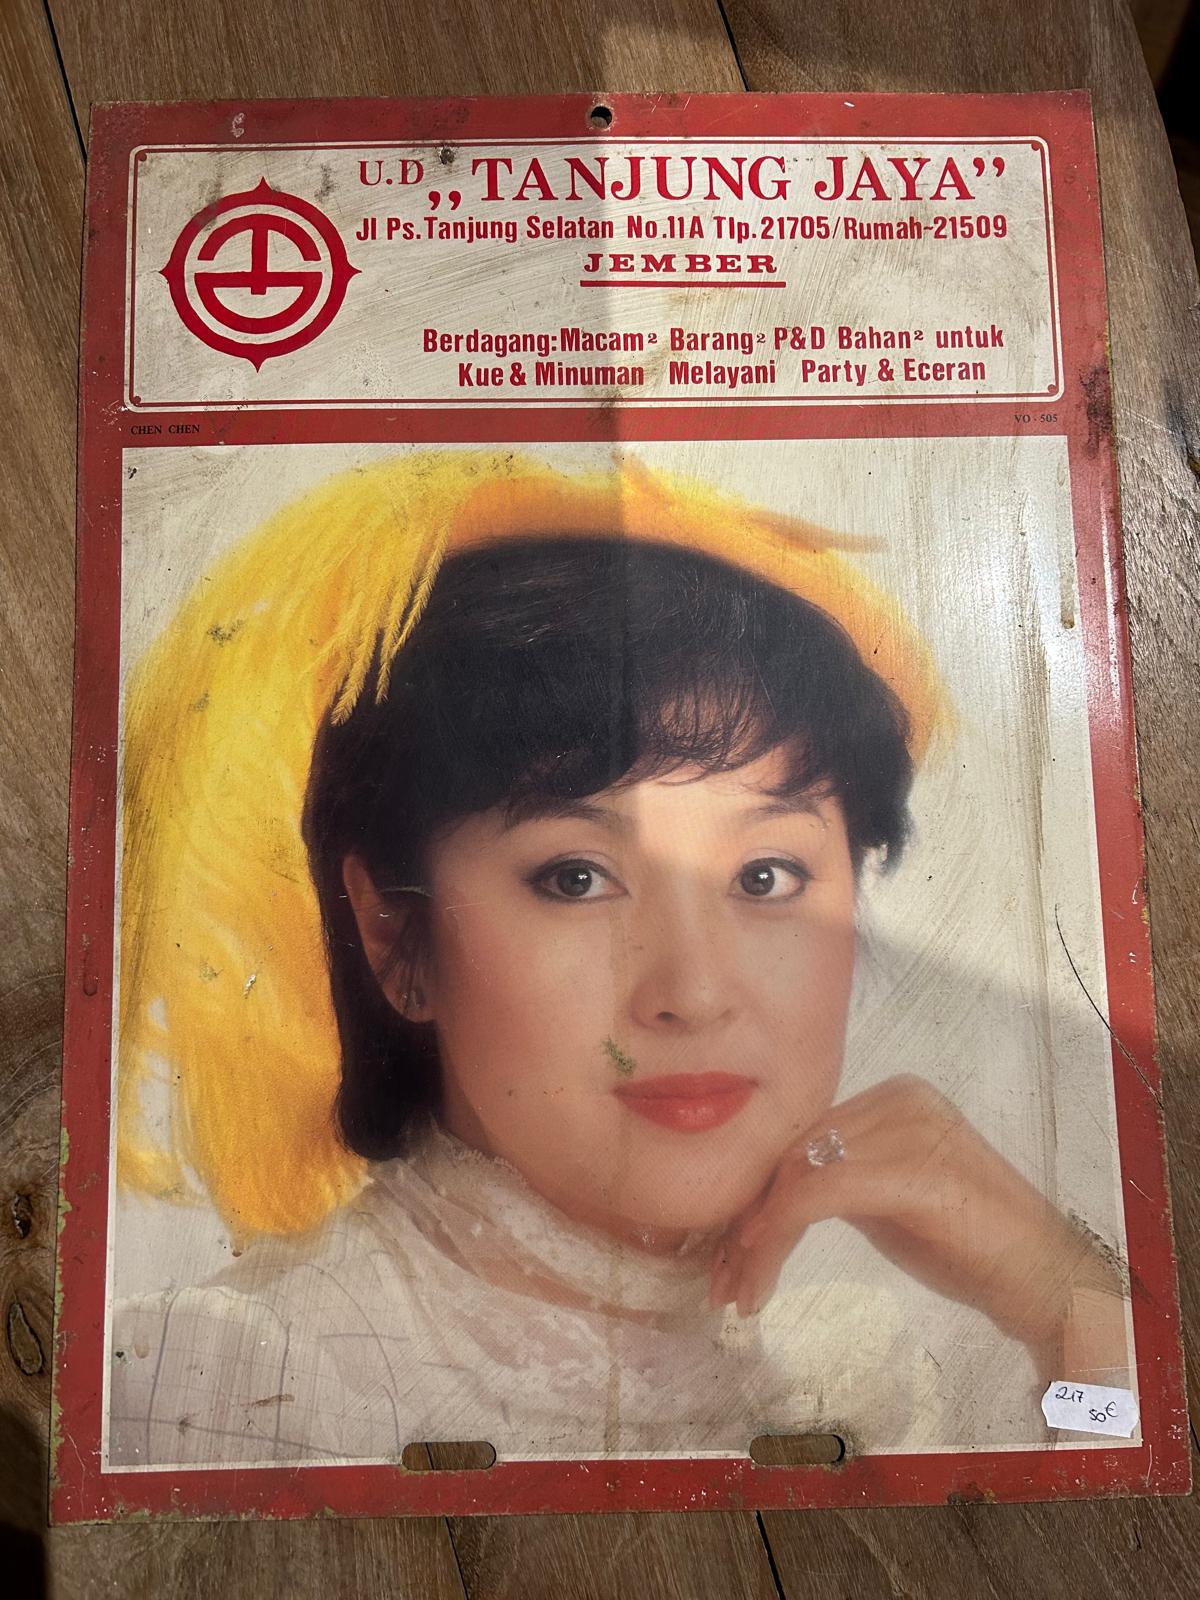 U.D „TANJUNG JAYA”
Jl Ps. Tanjung Selatan No.11A Tlp. 21705/Rumah~21509
JEMBER
Berdagang: Macam² Barang² P&D Bahan² untuk
Kue & Minuman Melayani Party & Eceran
CHEN CHEN
VO - 505
217
50€